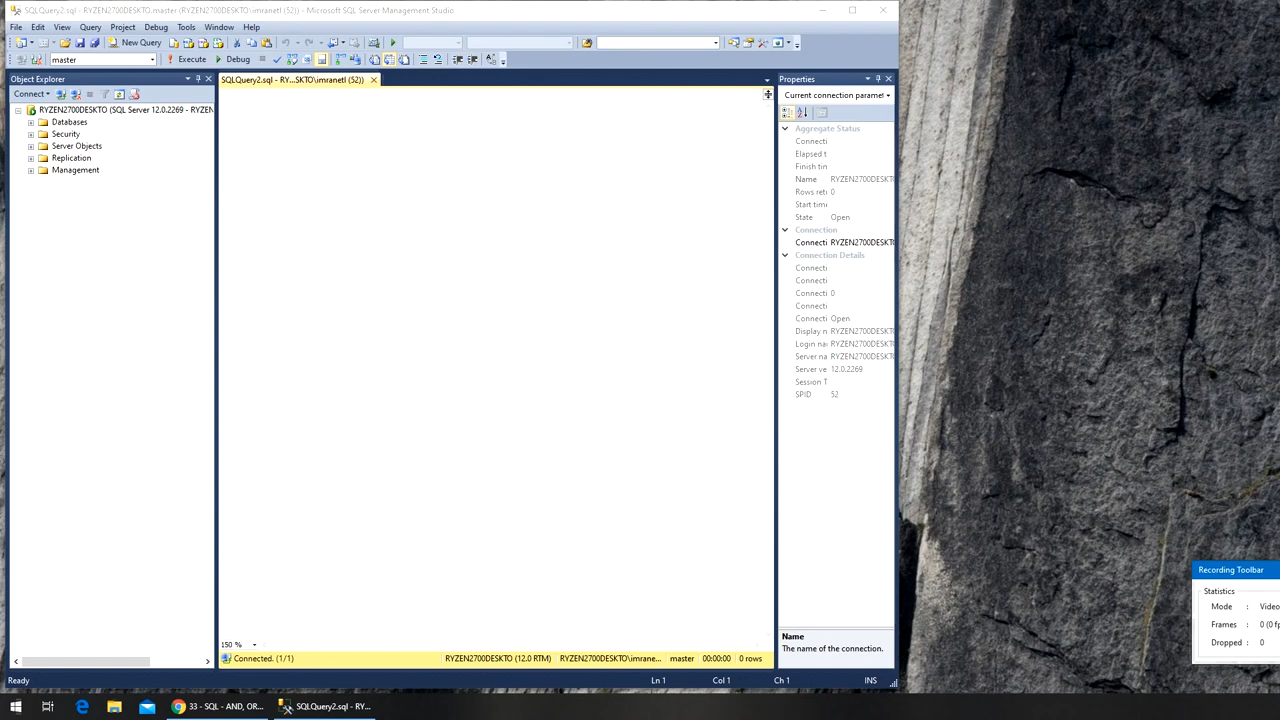 SQLQuery2.sql - RYZEN2700DESKTO.master (RYZEN2700DESKTO\imranetl (52)) - Microsoft SQL Server Management Studio
File Edit View Query Project Debug Tools Window Help
New Query
master Execute Debug
Object Explorer
SQLQuery2.sql - RY...SKTO\imranetl (52))
Properties
Connect
Current connection paramet
RYZEN2700DESKTO (SQL Server 12.0.2269 - RYZEN
Databases
Security
Server Objects
Replication
Management
Aggregate Status
Connecti
Elapsed t
Finish tin
Name RYZEN2700DESKTO
Rows retr 0
Start time
State Open
Connection
Connecti RYZEN2700DESKTO
Connection Details
Connecti
Connecti
Connecti 0
Connecti
Connecti Open
Display n RYZEN2700DESKTO
Login nai RYZEN2700DESKTO
Server na RYZEN2700DESKTO
Server ve 12.0.2269
Session T
SPID 52
Name
The name of the connection.
150 %
Connected. (1/1) RYZEN2700DESKTO (12.0 RTM) RYZEN2700DESKTO\imrane... master 00:00:00 0 rows
Ready Ln 1 Col 1 Ch 1 INS
Recording Toolbar
Statistics
Mode : Video
Frames : 0 (0 fp
Dropped : 0
33 - SQL - AND, OR... SQLQuery2.sql - RY...